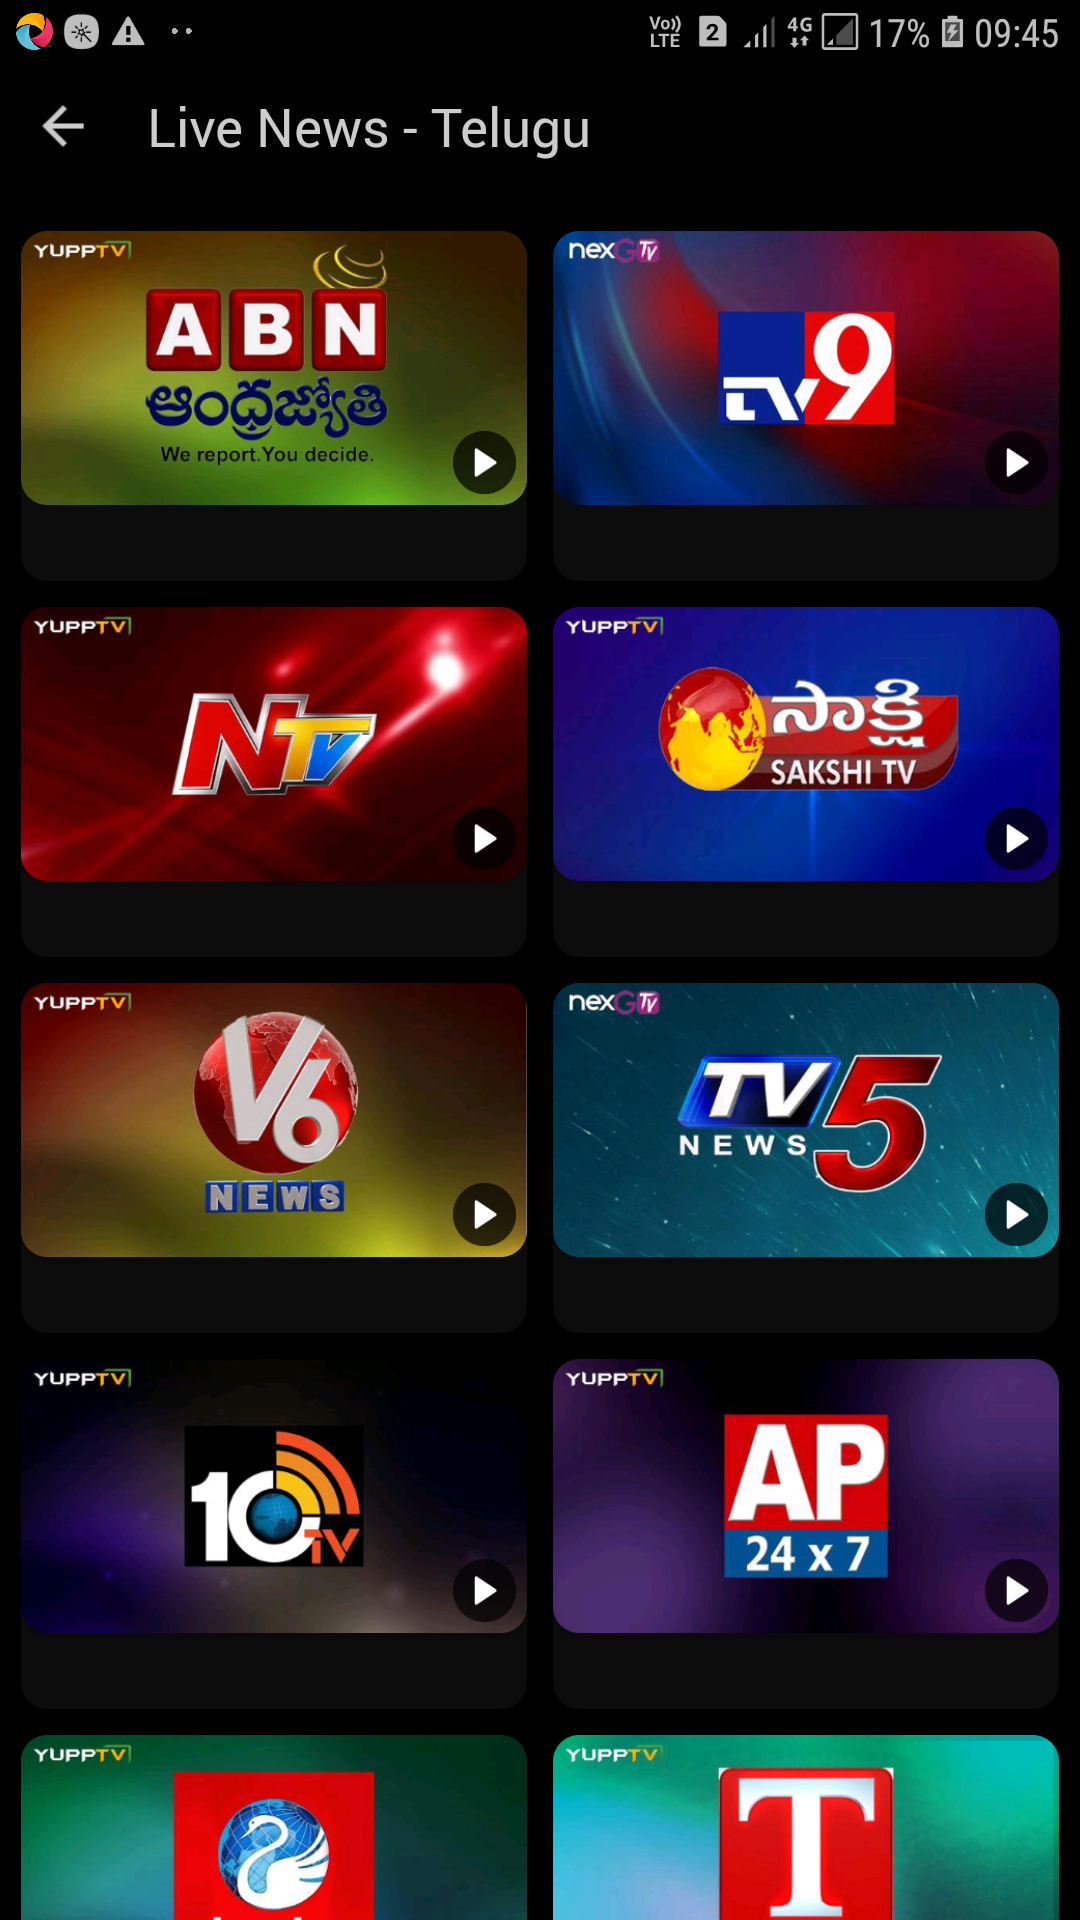 Vo)) LTE 2 4G 17% 09:45
Live News - Telugu
YUPPTV
ABN
ఆంధ్రజ్యోతి
We report.You decide.
nexGTv
TV9
YUPPTV
NTV
YUPPTV
సాక్షి
SAKSHI TV
YUPPTV
V6
NEWS
nexGTv
TV5
NEWS
YUPPTV
10TV
YUPPTV
AP
24 x 7
YUPPTV
YUPPTV
T